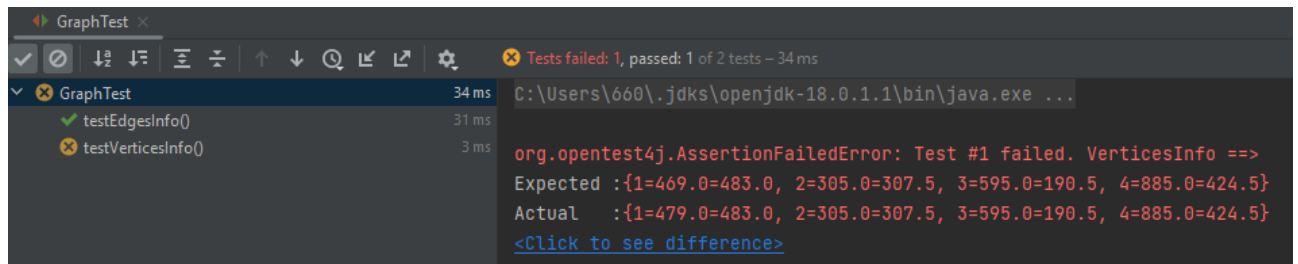 GraphTest
Tests failed: 1, passed: 1 of 2 tests – 34 ms
GraphTest 34 ms
testEdgesInfo() 31 ms
testVerticesInfo() 3 ms
C:\Users\660\.jdks\openjdk-18.0.1.1\bin\java.exe ...
org.opentest4j.AssertionFailedError: Test #1 failed. VerticesInfo ==>
Expected :{1=469.0=483.0, 2=305.0=307.5, 3=595.0=190.5, 4=885.0=424.5}
Actual :{1=479.0=483.0, 2=305.0=307.5, 3=595.0=190.5, 4=885.0=424.5}
<Click to see difference>